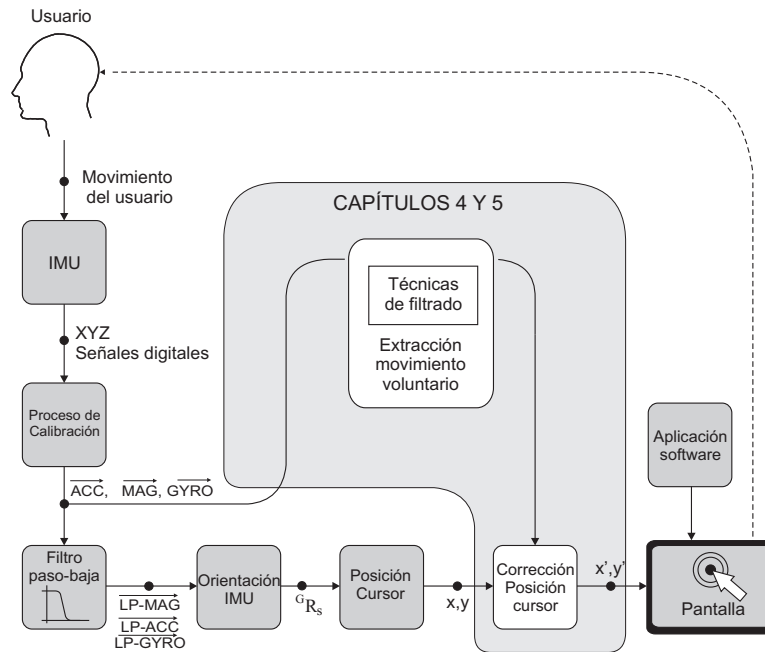 Usuario
Movimiento
del usuario
CAPÍTULOS 4 Y 5
IMU
Técnicas
de filtrado
XYZ
Señales digitales
Extracción
movimiento
voluntario
Proceso de
Calibración
Aplicación
software
ACC, MAG, GYRO
Filtro
paso-baja
LP-MAG
LP-ACC
LP-GYRO
Orientación
IMU
GRs
Posición
Cursor
x,y
Corrección
Posición
cursor
x',y'
Pantalla